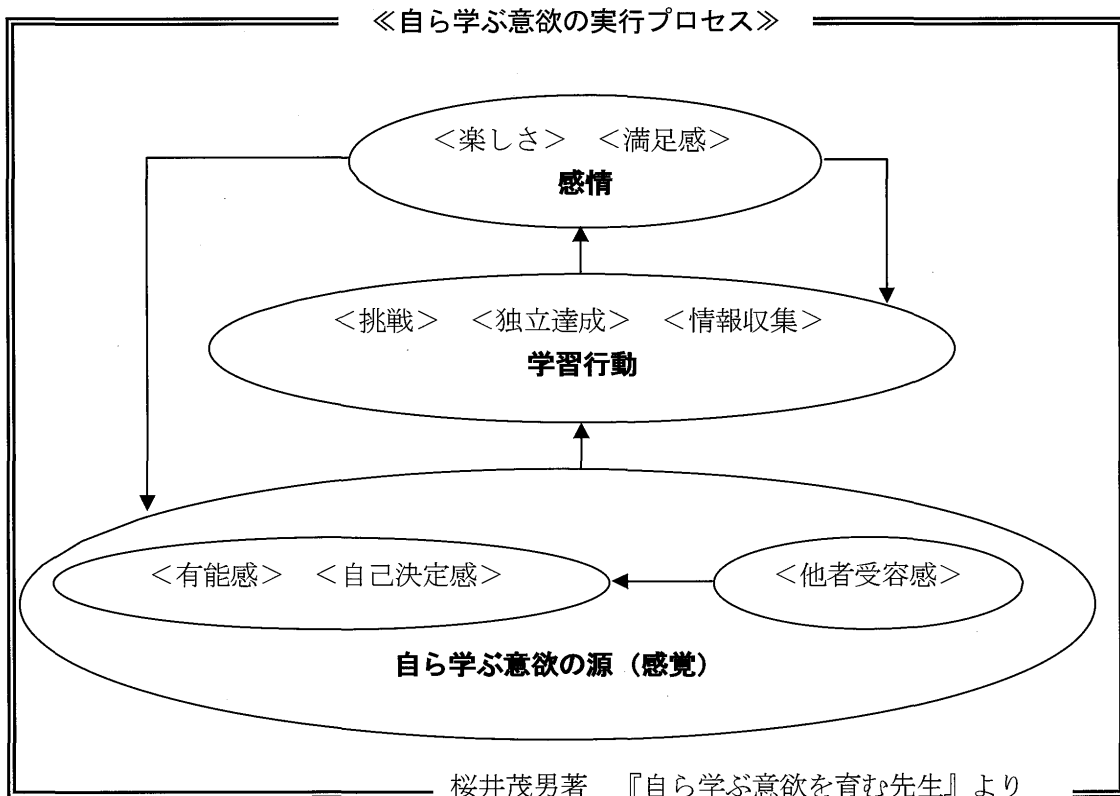 ≪自ら学ぶ意欲の実行プロセス≫
＜楽しさ＞　＜満足感＞
感情
＜挑戦＞　＜独立達成＞　＜情報収集＞
学習行動
＜有能感＞　＜自己決定感＞　＜他者受容感＞
自ら学ぶ意欲の源（感覚）
桜井茂男著　『自ら学ぶ意欲を育む先生』より